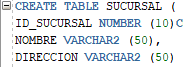 CREATE TABLE SUCURSAL (
ID_SUCURSAL NUMBER (10)C
NOMBRE VARCHAR2 (50),
DIRECCION VARCHAR2 (50)